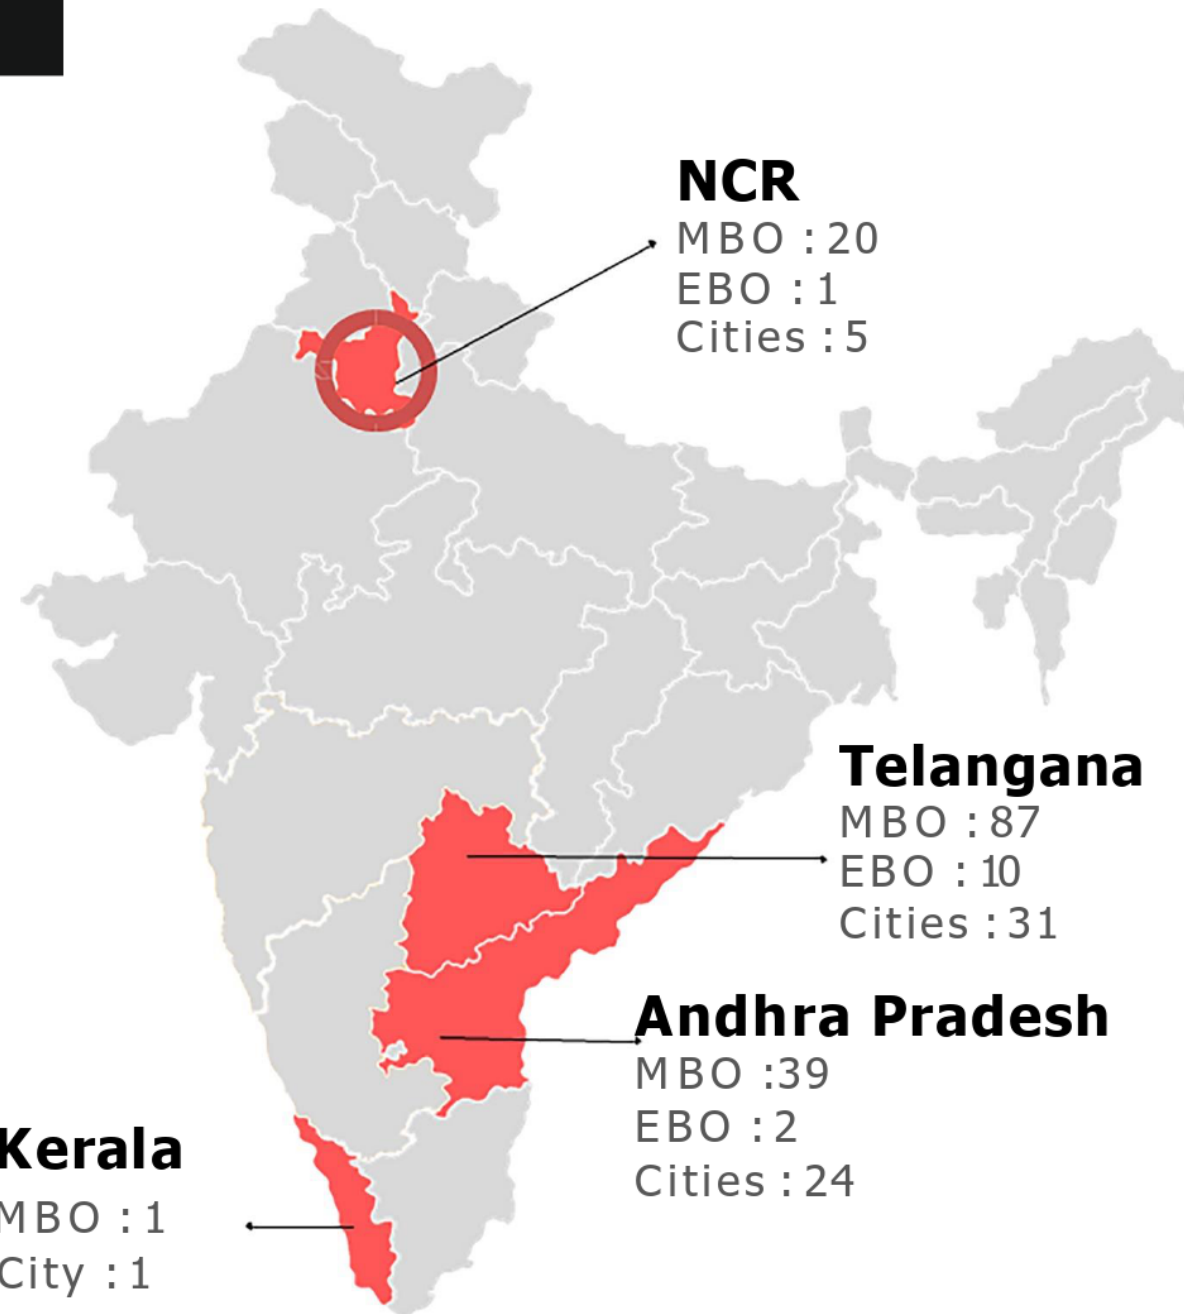 NCR
MBO : 20
EBO : 1
Cities : 5
Telangana
MBO : 87
EBO : 10
Cities : 31
Andhra Pradesh
MBO :39
EBO : 2
Cities : 24
Kerala
MBO : 1
City : 1